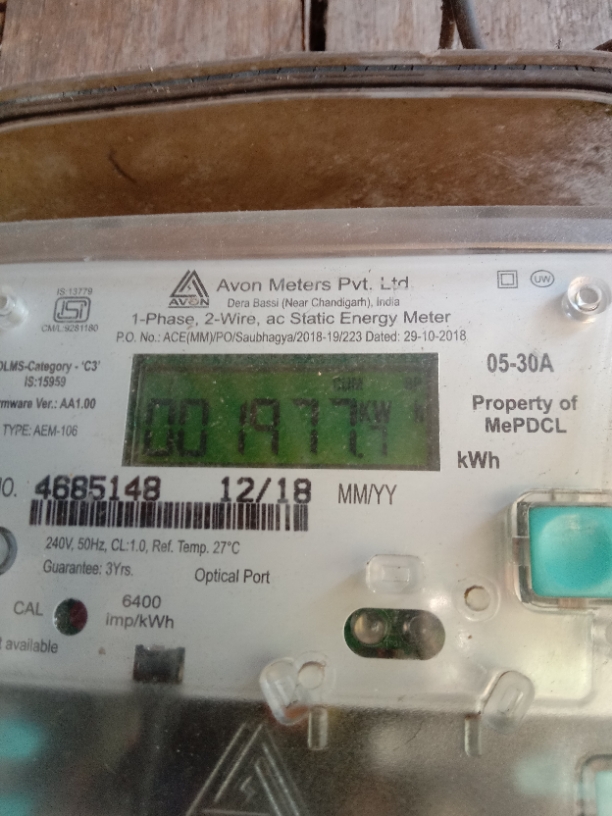 IS:13779
CM/L:9281180
AVON
Avon Meters Pvt. Ltd.
Dera Bassi (Near Chandigarh), India
1-Phase, 2-Wire, ac Static Energy Meter
P.O. No.: ACE(MM)/PO/Saubhagya/2018-19/223 Dated: 29-10-2018
UW
DLMS-Category - 'C3'
IS:15959
Firmware Ver.: AA1.00
TYPE: AEM-106
CUM
KW
05-30A
Property of
MePDCL
kWh
NO. 4685148 12/18 MM/YY
240V, 50Hz, CL:1.0, Ref. Temp. 27°C
Guarantee: 3Yrs.
Optical Port
CAL
6400
imp/kWh
available